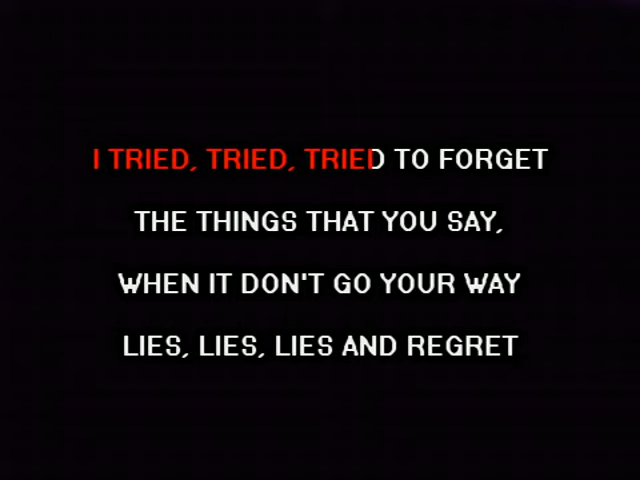 I TRIED, TRIED, TRIED TO FORGET
THE THINGS THAT YOU SAY,
WHEN IT DON'T GO YOUR WAY
LIES, LIES, LIES AND REGRET